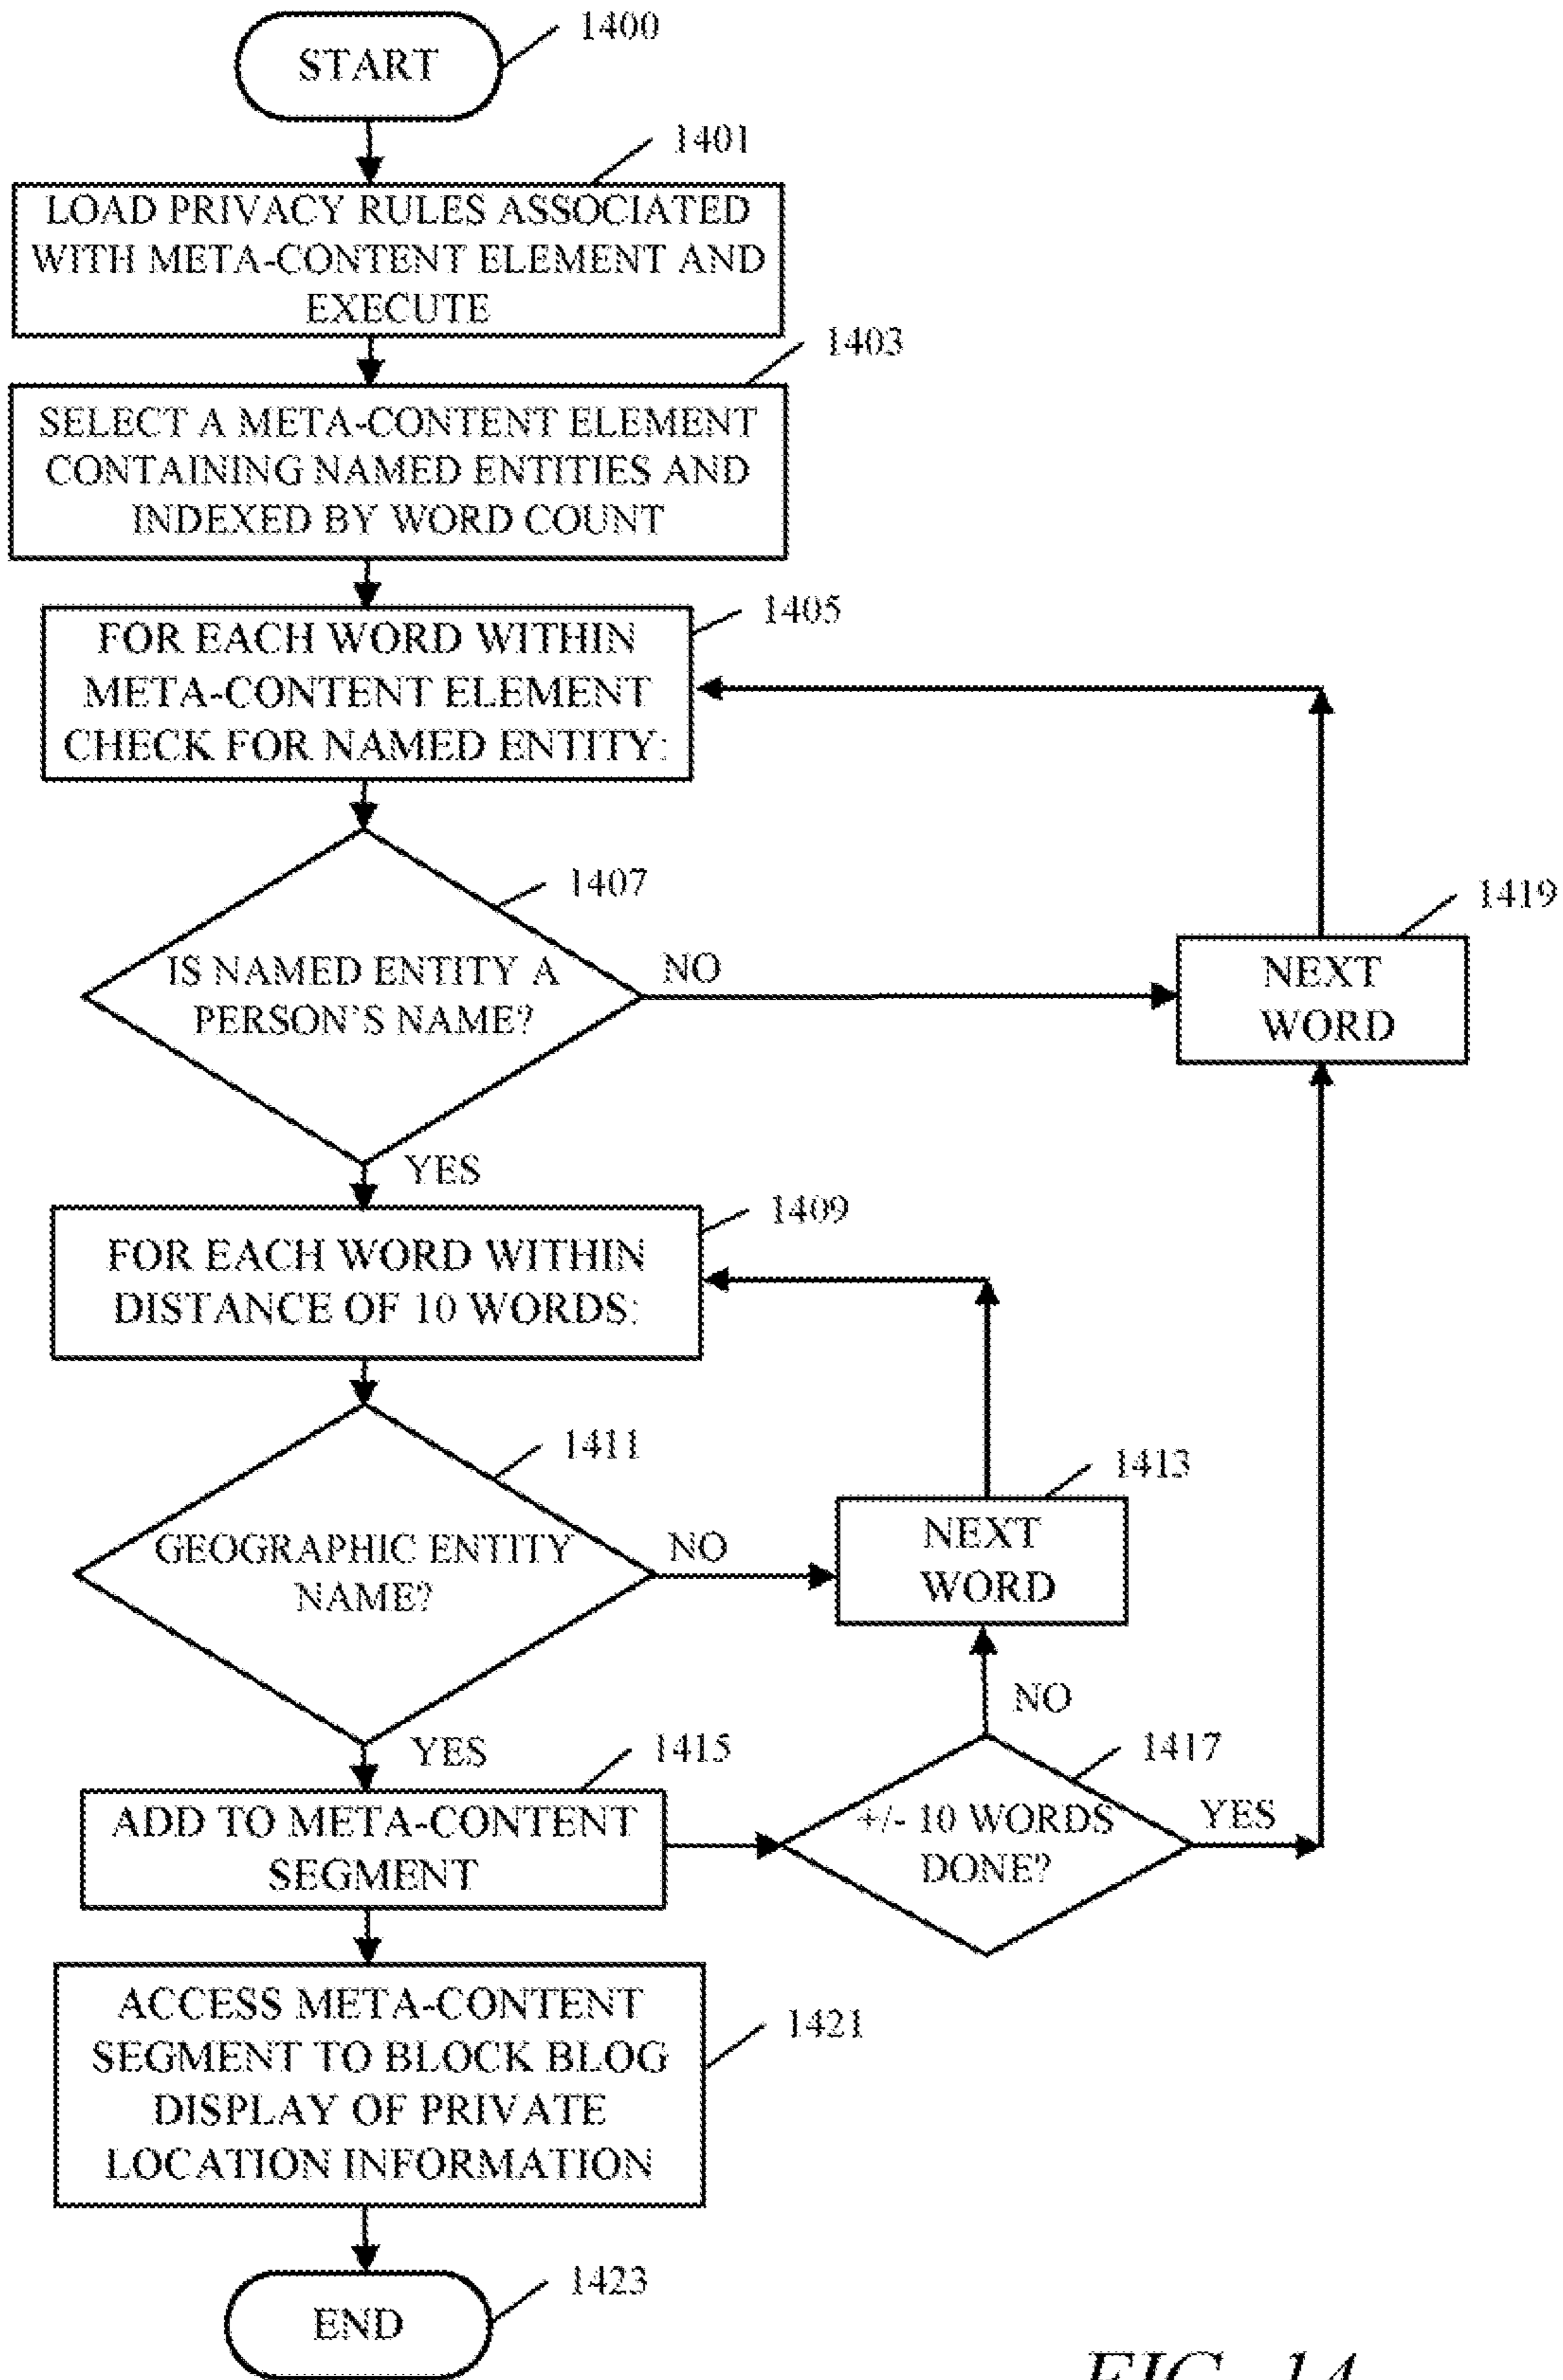 START
1400
1401
LOAD PRIVACY RULES ASSOCIATED
WITH META-CONTENT ELEMENT AND
EXECUTE
1403
SELECT A META-CONTENT ELEMENT
CONTAINING NAMED ENTITIES AND
INDEXED BY WORD COUNT
1405
FOR EACH WORD WITHIN
META-CONTENT ELEMENT
CHECK FOR NAMED ENTITY:
1407
IS NAMED ENTITY A
PERSON'S NAME?
NO
1419
NEXT
WORD
YES
1409
FOR EACH WORD WITHIN
DISTANCE OF 10 WORDS:
1411
GEOGRAPHIC ENTITY
NAME?
NO
1413
NEXT
WORD
NO
YES
1415
ADD TO META-CONTENT
SEGMENT
1417
+/- 10 WORDS
DONE?
YES
ACCESS META-CONTENT
SEGMENT TO BLOCK BLOG
DISPLAY OF PRIVATE
LOCATION INFORMATION
1421
1423
END
FIG. 14